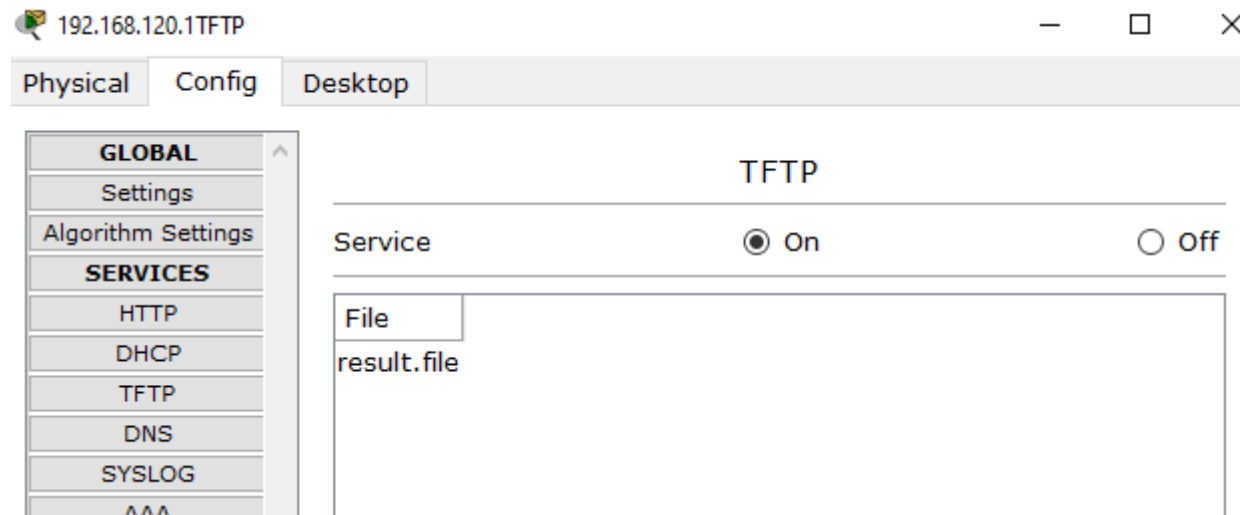 192.168.120.1TFTP
Physical Config Desktop
GLOBAL
Settings
Algorithm Settings
SERVICES
HTTP
DHCP
TFTP
DNS
SYSLOG
AAA
TFTP
Service On Off
File
result.file